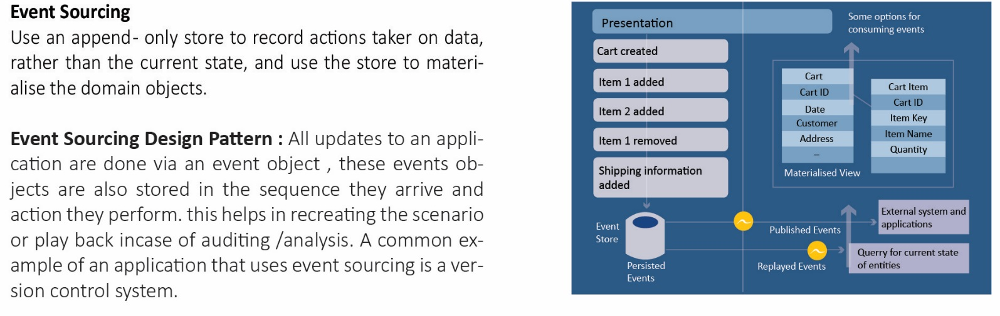 Event Sourcing
Use an append- only store to record actions taker on data,
rather than the current state, and use the store to materi-
alise the domain objects.
Event Sourcing Design Pattern : All updates to an appli-
cation are done via an event object , these events ob-
jects are also stored in the sequence they arrive and
action they perform. this helps in recreating the scenario
or play back incase of auditing /analysis. A common ex-
ample of an application that uses event sourcing is a ver-
sion control system.
Presentation
Cart created
Item 1 added
Item 2 added
Item 1 removed
Shipping information
added
Event
Store
Persisted
Events
Some options for
consuming events
Cart
Cart ID
Date
Customer
Address
–
Cart Item
Cart ID
Item Key
Item Name
Quantity
Materialised View
Published Events
External system and
applications
Replayed Events
Querry for current state
of entities